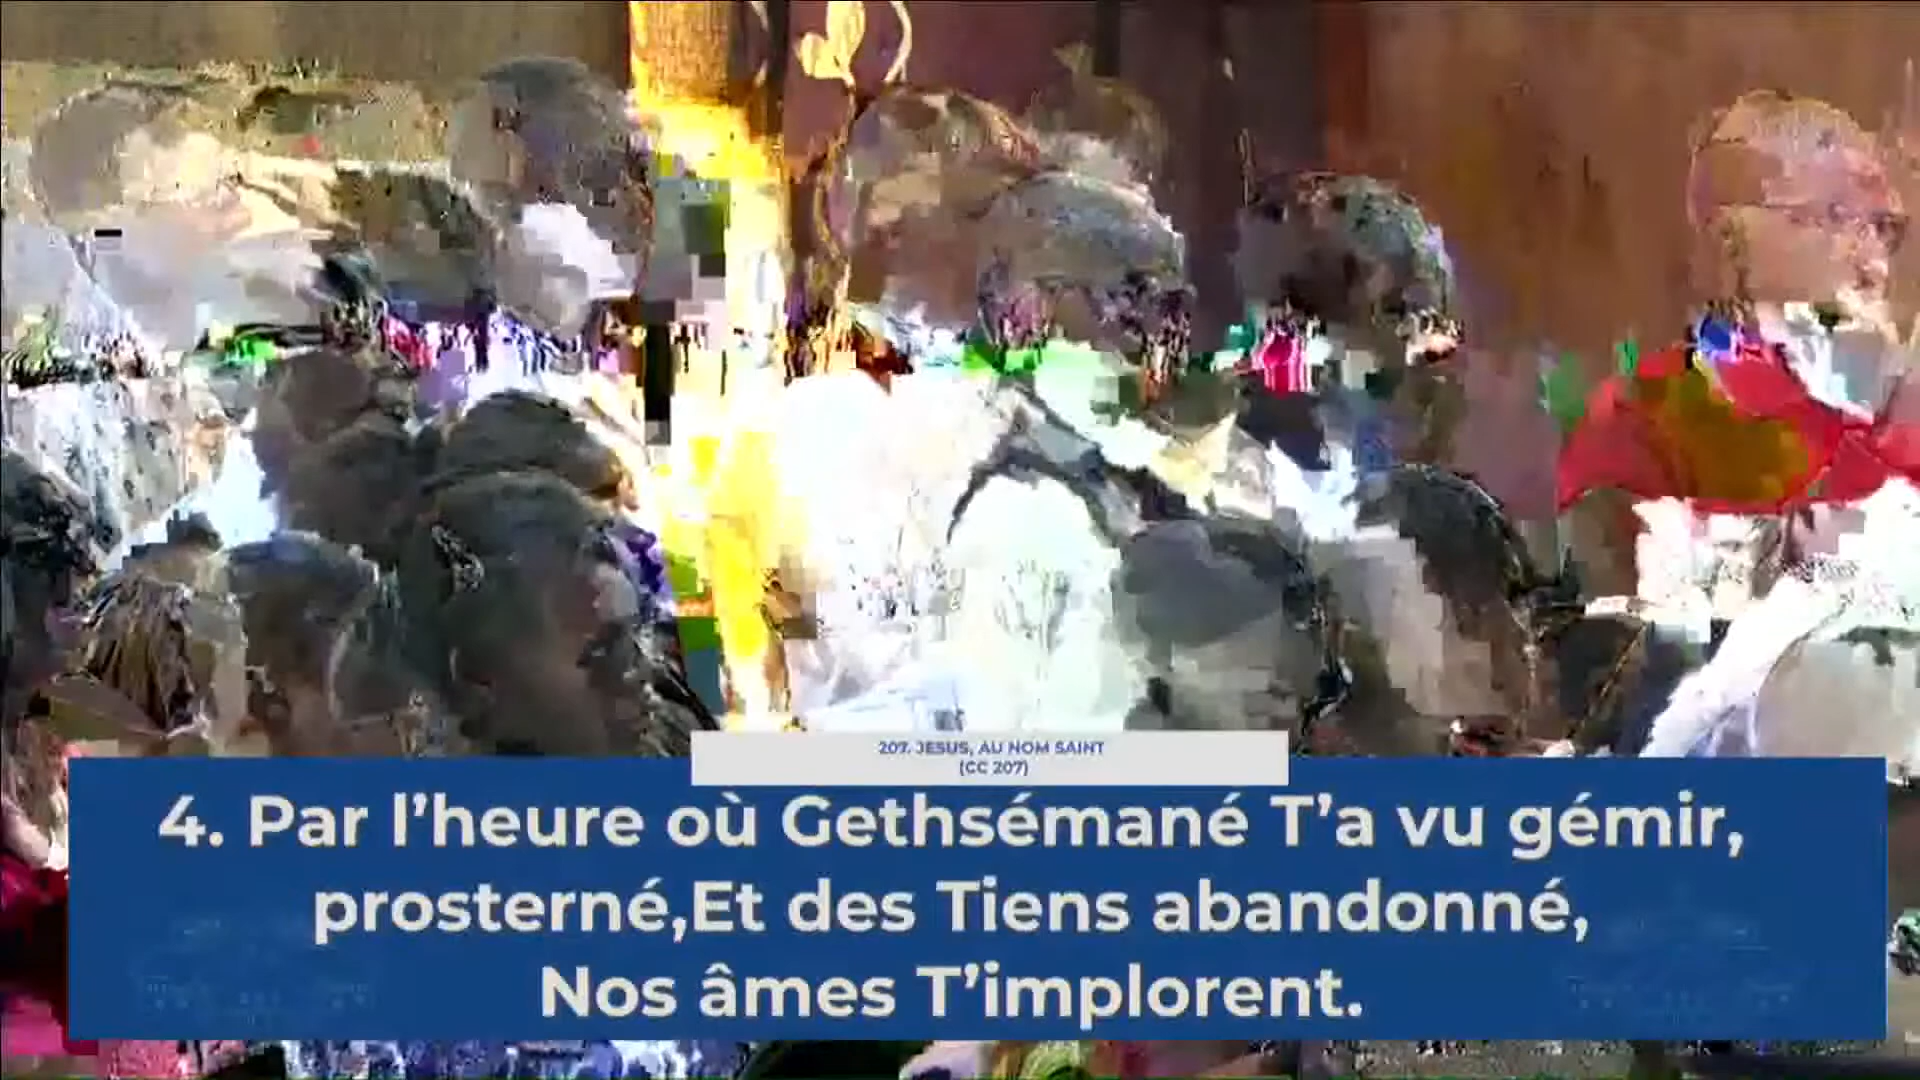 207. JESUS, AU NOM SAINT
(CC 207)
4. Par l’heure où Gethsémané T’a vu gémir,
prosterné,Et des Tiens abandonné,
Nos âmes T’implorent.